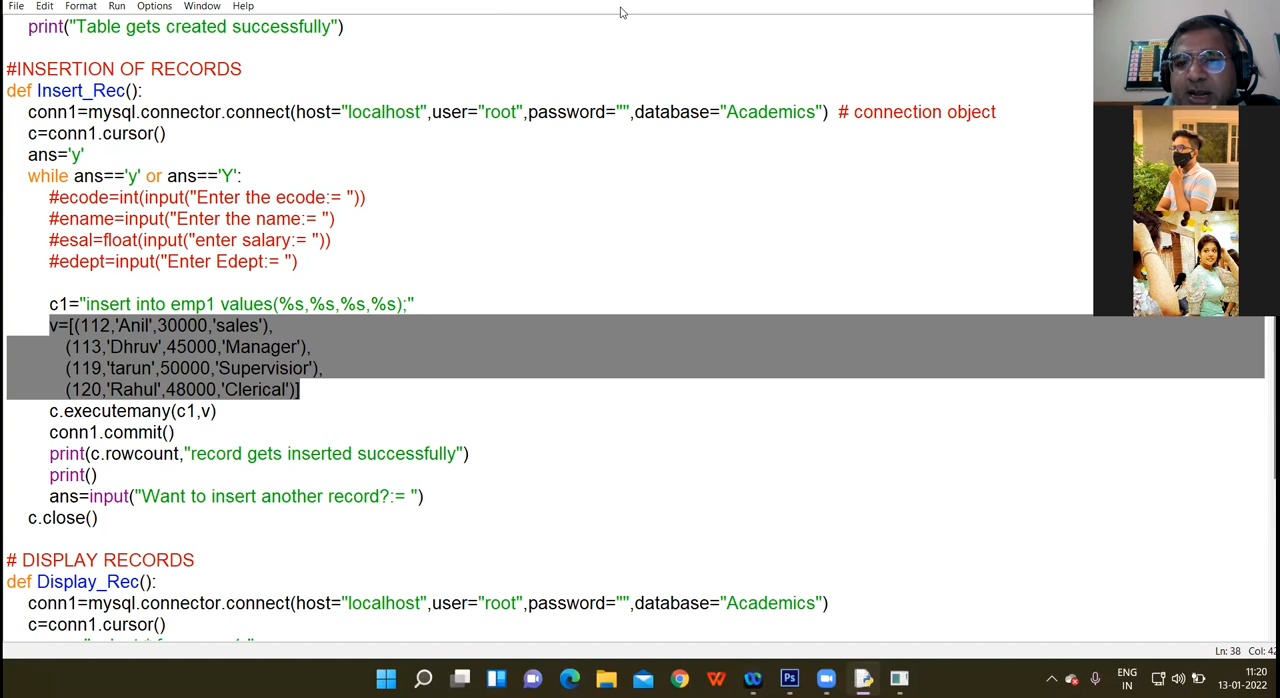 File Edit Format Run Options Window Help
print("Table gets created successfully")
#INSERTION OF RECORDS
def Insert_Rec():
conn1=mysql.connector.connect(host="localhost",user="root",password="",database="Academics") # connection object
c=conn1.cursor()
ans='y'
while ans=='y' or ans=='Y':
#ecode=int(input("Enter the ecode:= "))
#ename=input("Enter the name:= ")
#esal=float(input("enter salary:= "))
#edept=input("Enter Edept:= ")
c1="insert into emp1 values(%s,%s,%s,%s);"
v=[(112,'Anil',30000,'sales'),
(113,'Dhruv',45000,'Manager'),
(119,'tarun',50000,'Supervisior'),
(120,'Rahul',48000,'Clerical')]
c.executemany(c1,v)
conn1.commit()
print(c.rowcount,"record gets inserted successfully")
print()
ans=input("Want to insert another record?:= ")
c.close()
# DISPLAY RECORDS
def Display_Rec():
conn1=mysql.connector.connect(host="localhost",user="root",password="",database="Academics")
c=conn1.cursor()
Ln: 38 Col: 42
Ps
ENG
IN
11:20
13-01-2022